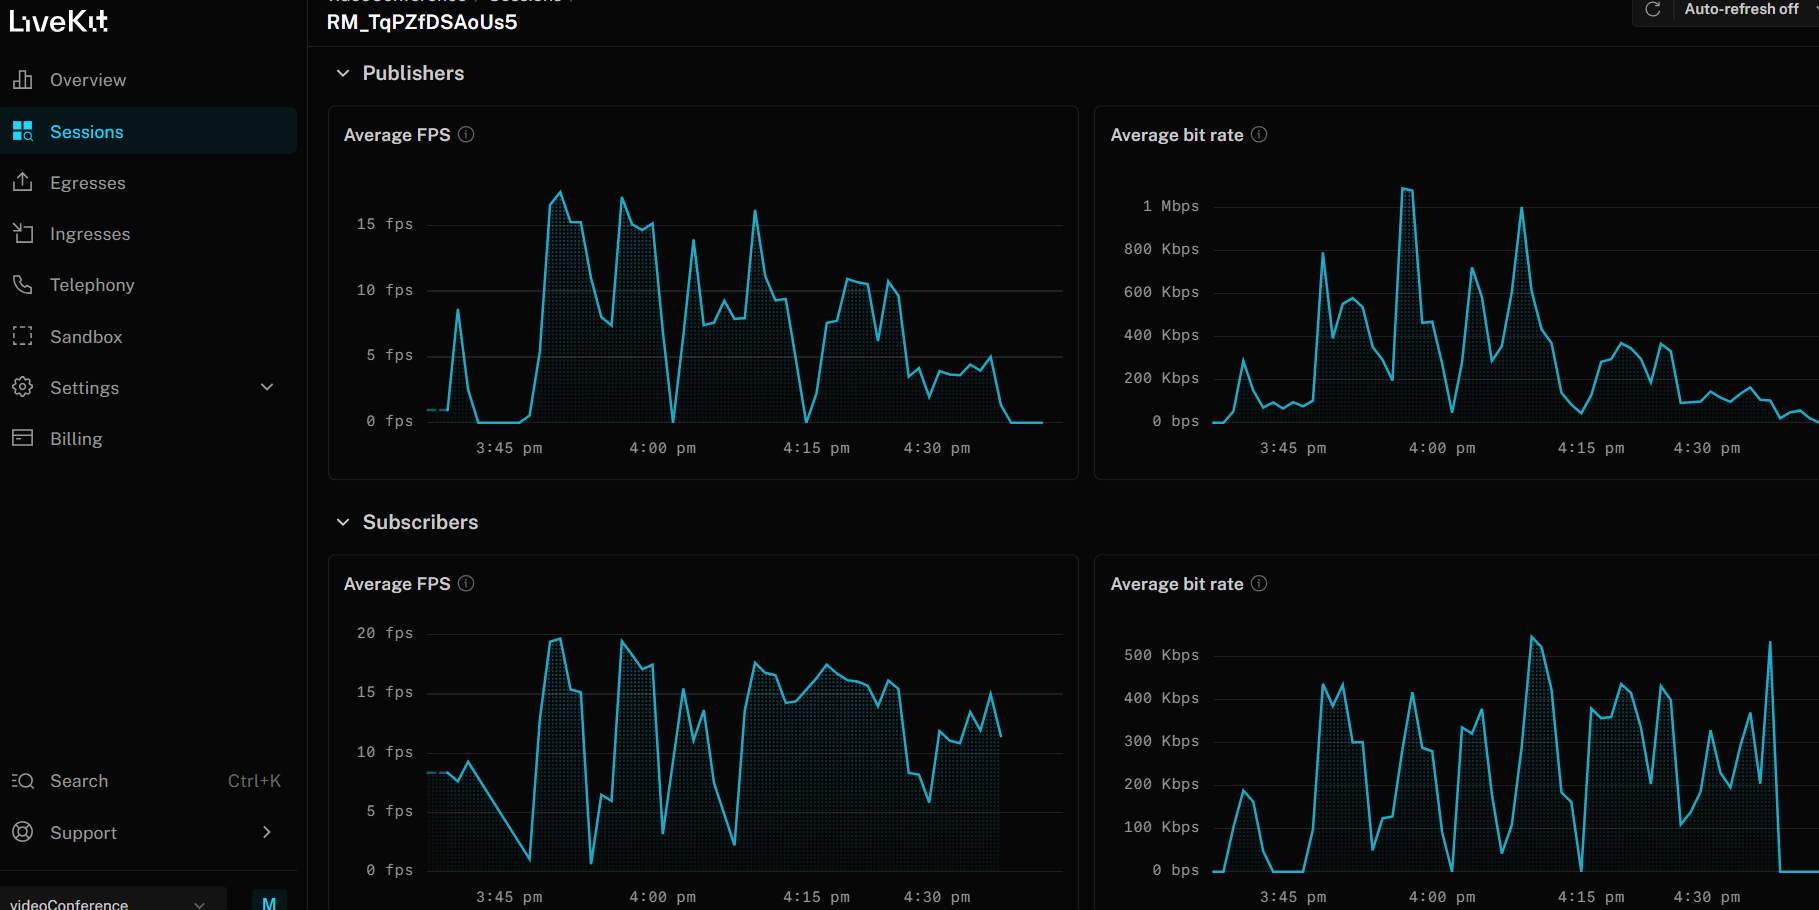 LiveKit
RM_TqPZfDSAoUs5
Auto-refresh off
Overview
Sessions
Egresses
Ingresses
Telephony
Sandbox
Settings
Billing
Publishers
Average FPS
15 fps
10 fps
5 fps
0 fps
3:45 pm 4:00 pm 4:15 pm 4:30 pm
Average bit rate
1 Mbps
800 Kbps
600 Kbps
400 Kbps
200 Kbps
0 bps
3:45 pm 4:00 pm 4:15 pm 4:30 pm
Subscribers
Average FPS
20 fps
15 fps
10 fps
5 fps
0 fps
3:45 pm 4:00 pm 4:15 pm 4:30 pm
Average bit rate
500 Kbps
400 Kbps
300 Kbps
200 Kbps
100 Kbps
0 bps
3:45 pm 4:00 pm 4:15 pm 4:30 pm
Search Ctrl+K
Support
videoConference M